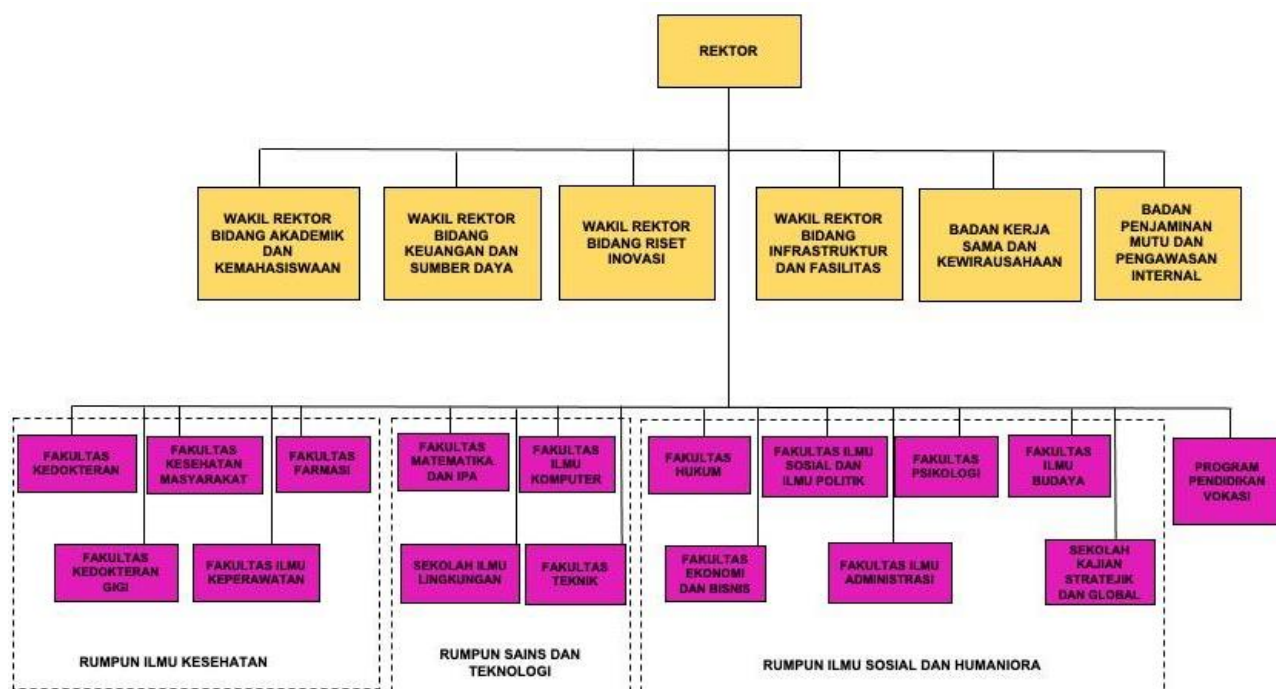 REKTOR
WAKIL REKTOR
BIDANG AKADEMIK
DAN
KEMAHASISWAAN
WAKIL REKTOR
BIDANG
KEUANGAN DAN
SUMBER DAYA
WAKIL REKTOR
BIDANG RISET
INOVASI
WAKIL REKTOR
BIDANG
INFRASTRUKTUR
DAN FASILITAS
BADAN KERJA
SAMA DAN
KEWIRAUSAHAAN
BADAN
PENJAMINAN
MUTU DAN
PENGAWASAN
INTERNAL
FAKULTAS
KEDOKTERAN
FAKULTAS
KESEHATAN
MASYARAKAT
FAKULTAS
FARMASI
FAKULTAS
MATEMATIKA
DAN IPA
FAKULTAS
ILMU
KOMPUTER
FAKULTAS
HUKUM
FAKULTAS ILMU
SOSIAL DAN
ILMU POLITIK
FAKULTAS
PSIKOLOGI
FAKULTAS
ILMU
BUDAYA
PROGRAM
PENDIDIKAN
VOKASI
FAKULTAS
KEDOKTERAN
GIGI
FAKULTAS ILMU
KEPERAWATAN
SEKOLAH ILMU
LINGKUNGAN
FAKULTAS
TEKNIK
FAKULTAS
EKONOMI
DAN BISNIS
FAKULTAS ILMU
ADMINISTRASI
SEKOLAH
KAJIAN
STRATEJIK
DAN GLOBAL
RUMPUN ILMU KESEHATAN
RUMPUN SAINS DAN
TEKNOLOGI
RUMPUN ILMU SOSIAL DAN HUMANIORA